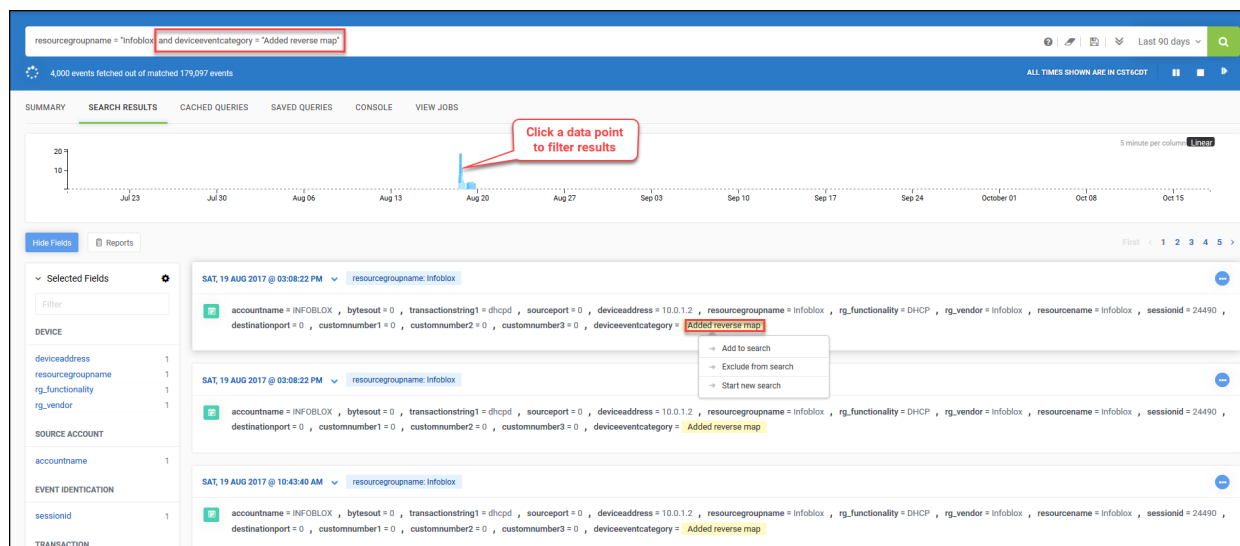 resourcegroupname = "Infoblox and deviceeventcategory = "Added reverse map"
Last 90 days
4,000 events fetched out of matched 179,097 events
ALL TIMES SHOWN ARE IN CST6CDT
SUMMARY SEARCH RESULTS CACHED QUERIES SAVED QUERIES CONSOLE VIEW JOBS
Click a data point
to filter results
5 minute per column Linear
20
10
Jul 23 Jul 30 Aug 06 Aug 13 Aug 20 Aug 27 Sep 03 Sep 10 Sep 17 Sep 24 October 01 Oct 08 Oct 15
Hide Fields Reports
First < 1 2 3 4 5 >
Selected Fields
Filter
DEVICE
deviceaddress 1
resourcegroupname 1
rg_functionality 1
rg_vendor 1
SOURCE ACCOUNT
accountname 1
EVENT IDENTICATION
sessionid 1
TRANSACTION
SAT, 19 AUG 2017 @ 03:08:22 PM resourcegroupname: Infoblox
accountname = INFOBLOX , bytesout = 0 , transactionstring1 = dhcpd , sourceport = 0 , deviceaddress = 10.0.1.2 , resourcegroupname = Infoblox , rg_functionality = DHCP , rg_vendor = Infoblox , resourcename = Infoblox , sessionid = 24490 ,
destinationport = 0 , customnumber1 = 0 , customnumber2 = 0 , customnumber3 = 0 , deviceeventcategory = Added reverse map
Add to search
Exclude from search
Start new search
SAT, 19 AUG 2017 @ 03:08:22 PM resourcegroupname: Infoblox
accountname = INFOBLOX , bytesout = 0 , transactionstring1 = dhcpd , sourceport = 0 , deviceaddress = 10.0.1.2 , resourcegroupname = Infoblox , rg_functionality = DHCP , rg_vendor = Infoblox , resourcename = Infoblox , sessionid = 24490 ,
destinationport = 0 , customnumber1 = 0 , customnumber2 = 0 , customnumber3 = 0 , deviceeventcategory = Added reverse map
SAT, 19 AUG 2017 @ 10:43:40 AM resourcegroupname: Infoblox
accountname = INFOBLOX , bytesout = 0 , transactionstring1 = dhcpd , sourceport = 0 , deviceaddress = 10.0.1.2 , resourcegroupname = Infoblox , rg_functionality = DHCP , rg_vendor = Infoblox , resourcename = Infoblox , sessionid = 24490 ,
destinationport = 0 , customnumber1 = 0 , customnumber2 = 0 , customnumber3 = 0 , deviceeventcategory = Added reverse map